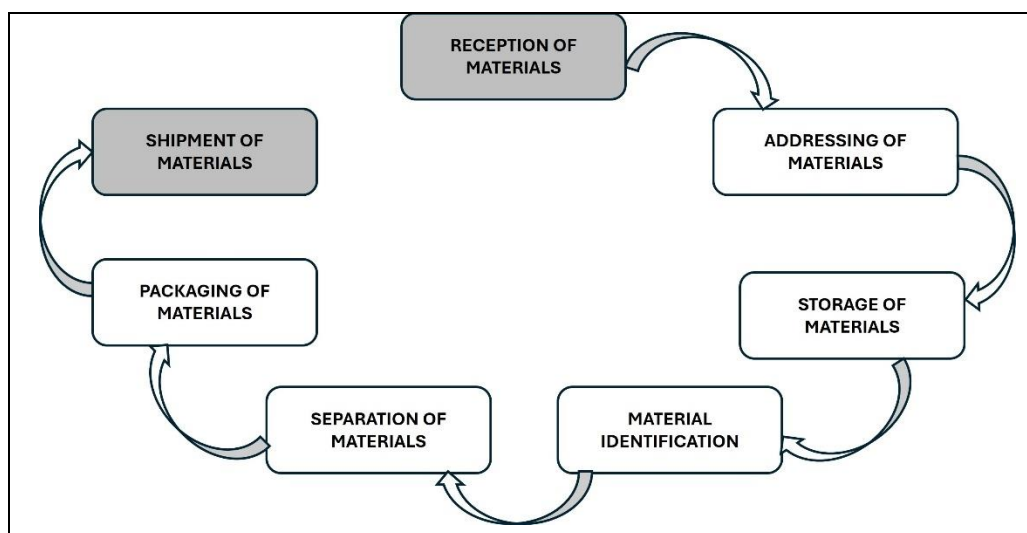 RECEPTION OF
MATERIALS
ADDRESSING OF
MATERIALS
STORAGE OF
MATERIALS
MATERIAL
IDENTIFICATION
SEPARATION OF
MATERIALS
PACKAGING OF
MATERIALS
SHIPMENT OF
MATERIALS